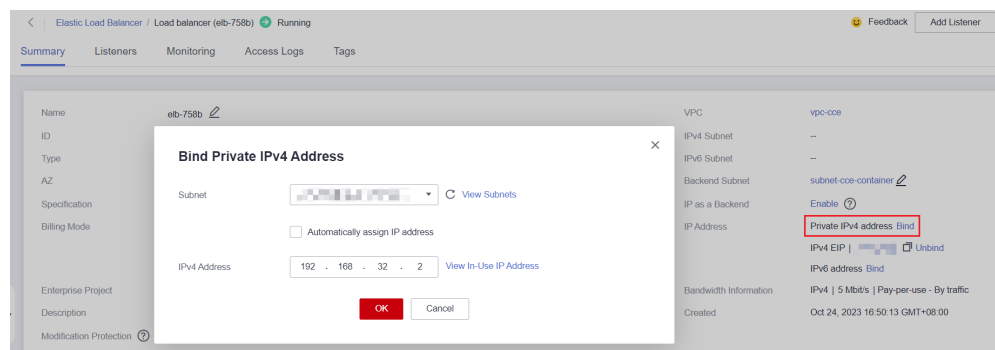 Elastic Load Balancer / Load balancer (elb-758b) Running Feedback Add Listener
Summary Listeners Monitoring Access Logs Tags
Name elb-758b VPC vpc-cce
ID IPv4 Subnet --
Type IPv6 Subnet --
AZ Backend Subnet subnet-cce-container
Specification IP as a Backend Enable
Billing Mode IP Address Private IPv4 address Bind
IPv4 EIP | Unbind
IPv6 address Bind
Enterprise Project Bandwidth Information IPv4 | 5 Mbit/s | Pay-per-use - By traffic
Description Created Oct 24, 2023 16:50:13 GMT+08:00
Modification Protection
Bind Private IPv4 Address
Subnet View Subnets
Automatically assign IP address
IPv4 Address 192 . 168 . 32 . 2 View In-Use IP Address
OK Cancel